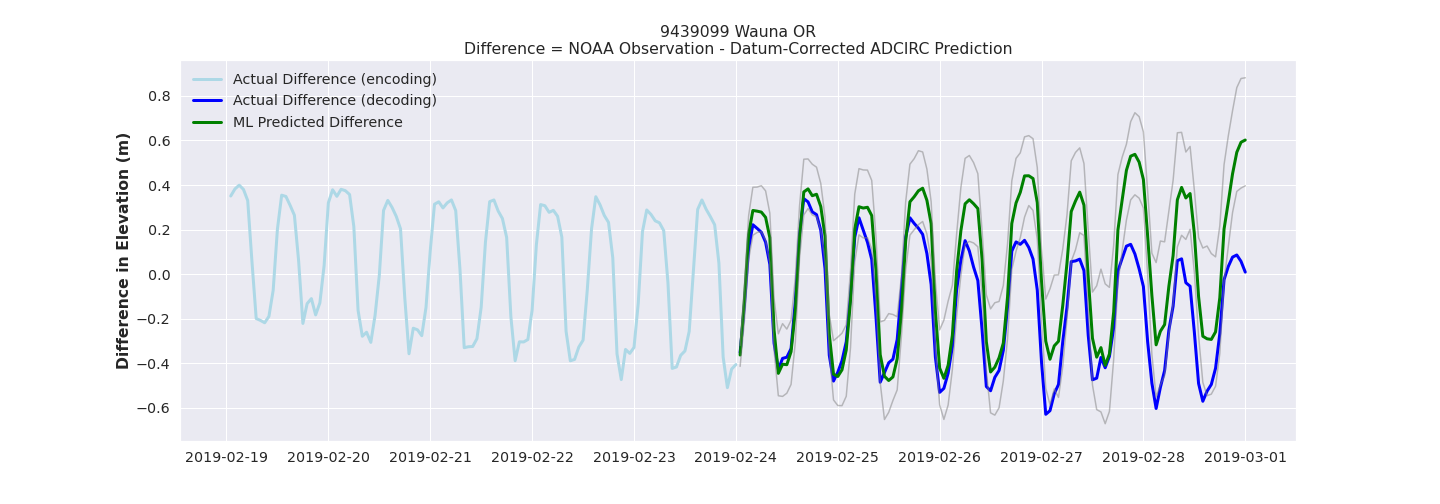 9439099 Wauna OR
Difference = NOAA Observation - Datum-Corrected ADCIRC Prediction
Actual Difference (encoding)
Actual Difference (decoding)
ML Predicted Difference
Difference in Elevation (m)
0.8
0.6
0.4
0.2
0.0
−0.2
−0.4
−0.6
2019-02-19 2019-02-20 2019-02-21 2019-02-22 2019-02-23 2019-02-24 2019-02-25 2019-02-26 2019-02-27 2019-02-28 2019-03-01